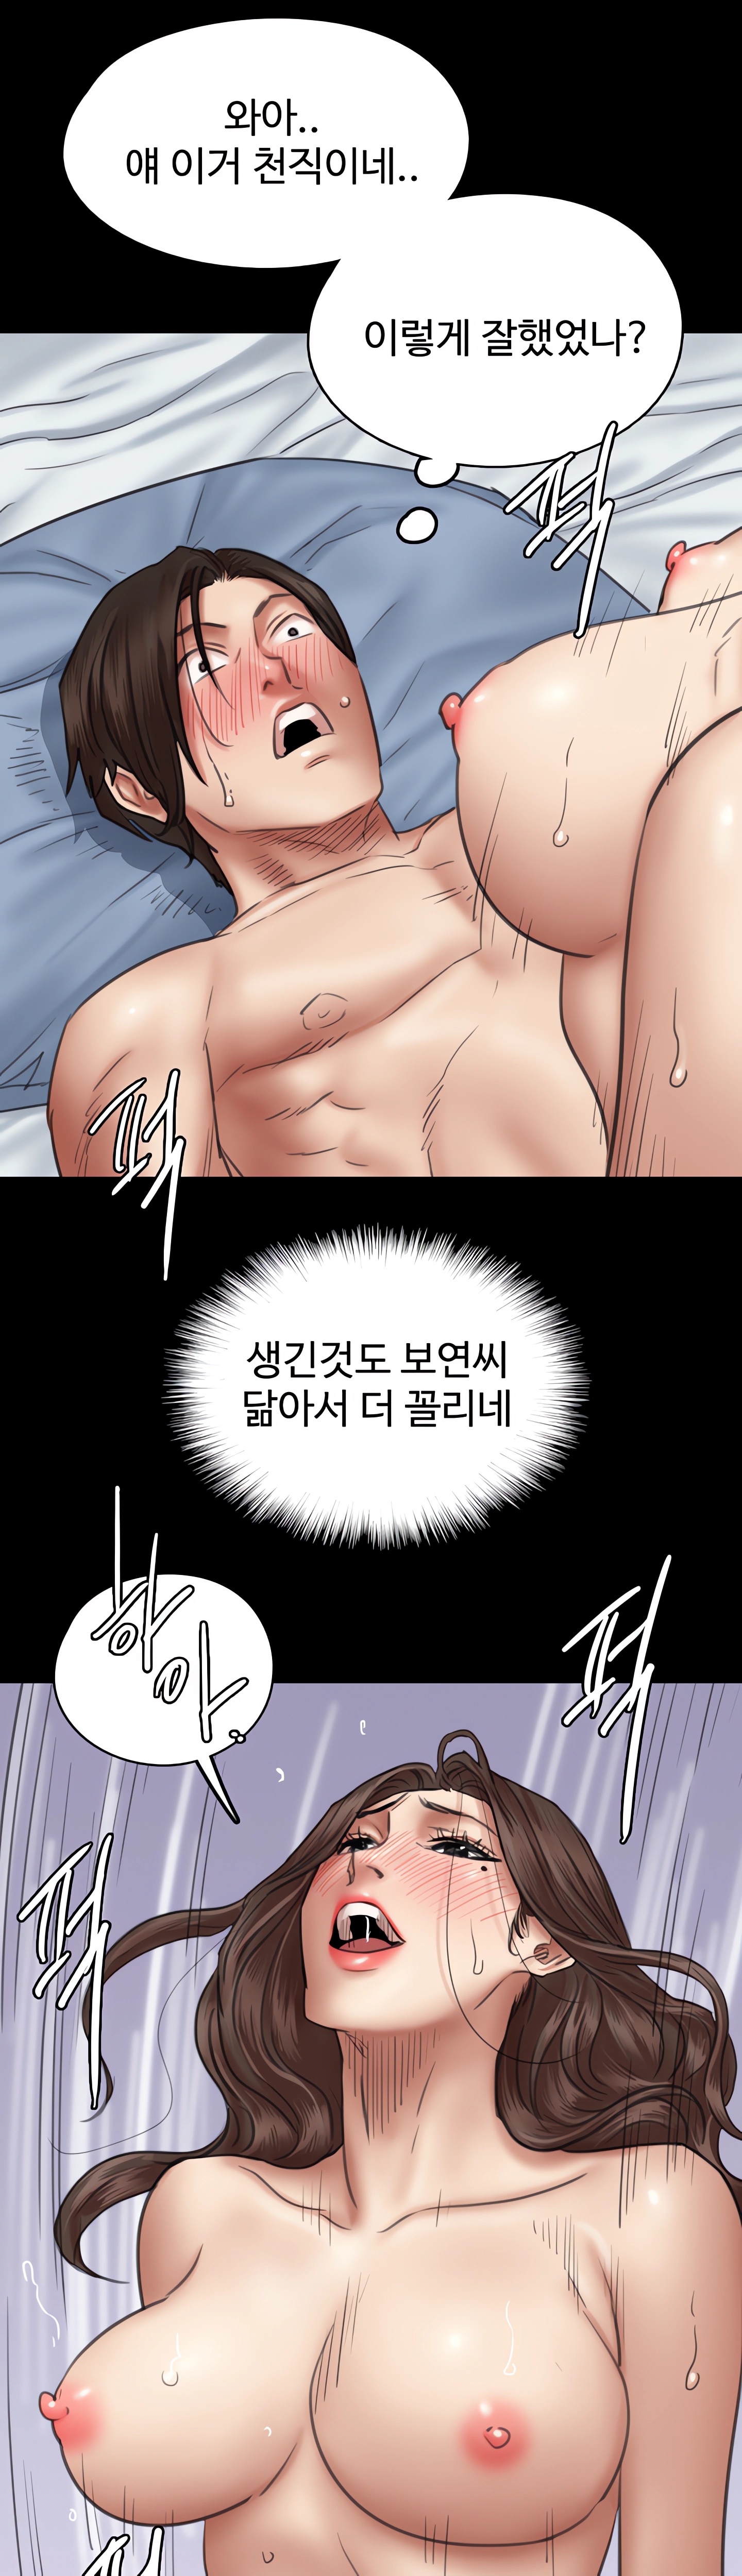 와아..
얘 이거 천직이네..
이렇게 잘했었나?
퍽
퍽
생긴것도 보연씨
닮아서 더 꼴리네
하아..
퍽
퍽